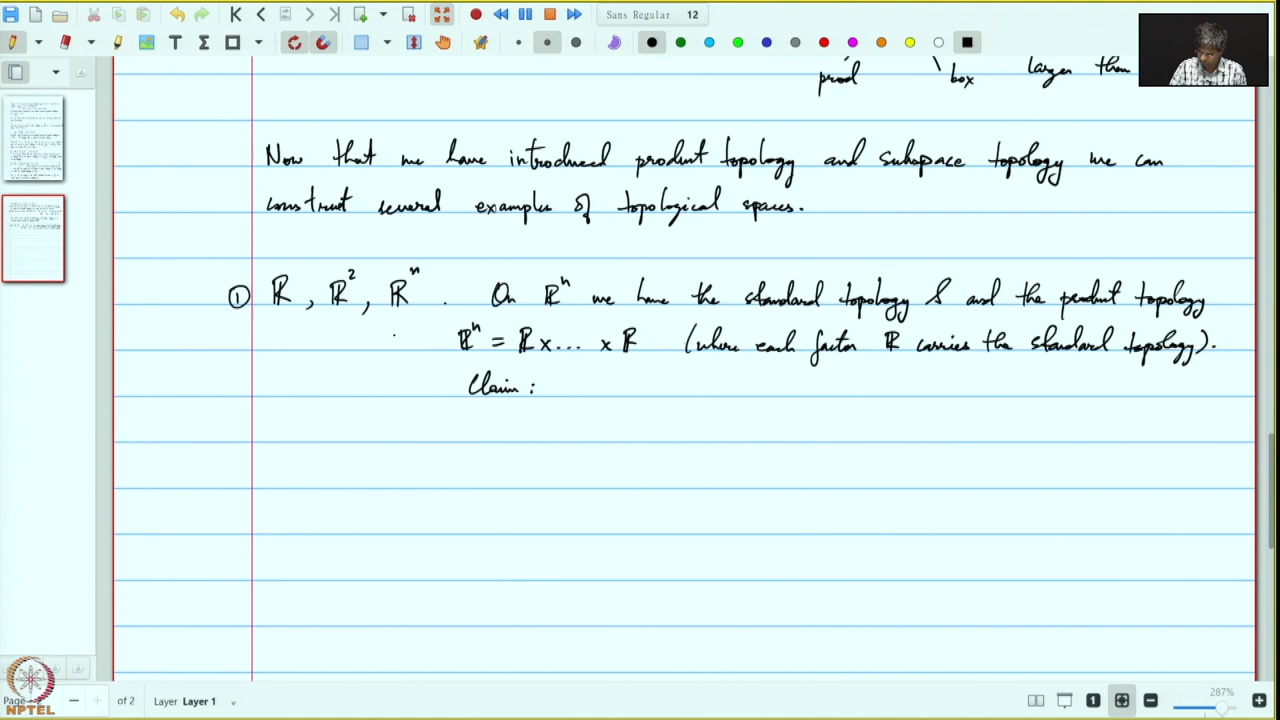 Sans Regular 12
prod box larger than
Now that we have introduced product topology and subspace topology we can
construct several examples of topological spaces.
① ℝ, ℝ², ℝⁿ. On ℝⁿ we have the standard topology S and the product topology
ℝⁿ = ℝ x ... x ℝ (where each factor ℝ carries the standard topology).
Claim:
NPTEL
of 2 Layer Layer 1
287%